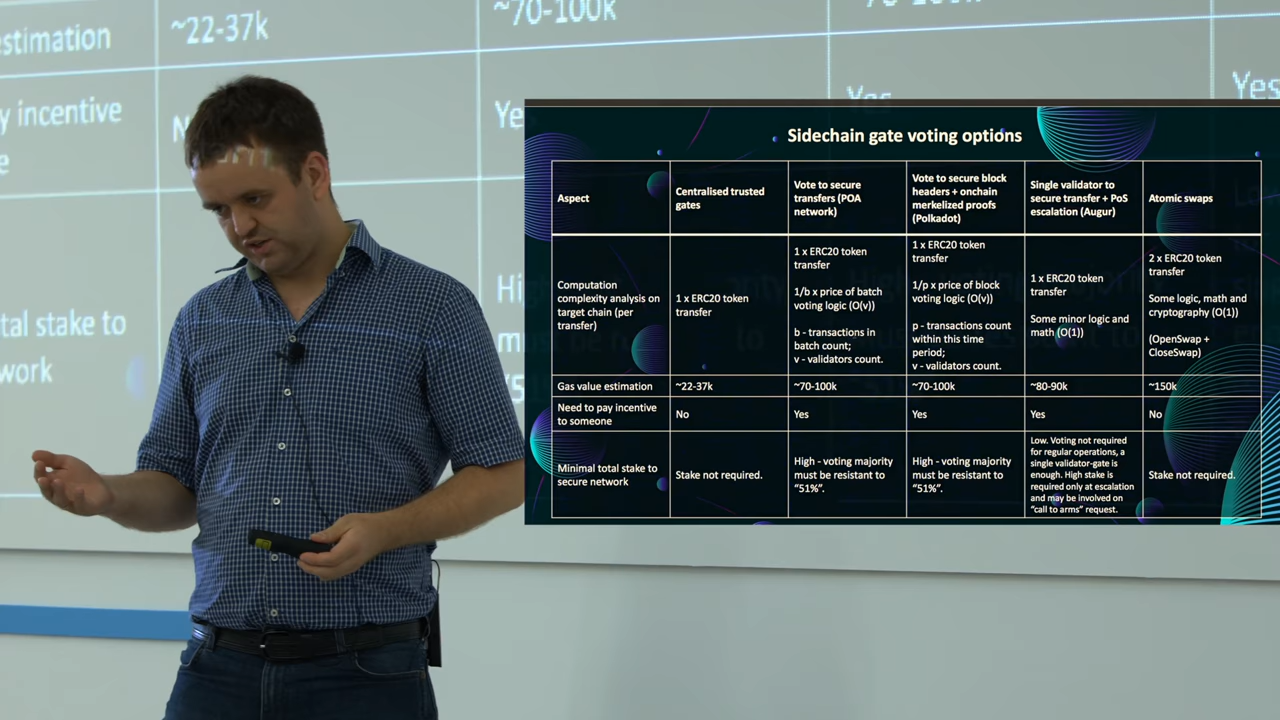 estimation
~22-37k
~70-100k
y incentive
Yes
Yes
tal stake to
work
Sidechain gate voting options
Aspect
Centralised trusted
gates
Vote to secure
transfers (POA
network)
Vote to secure block
headers + onchain
merkelized proofs
(Polkadot)
Single validator to
secure transfer + PoS
escalation (Augur)
Atomic swaps
Computation
complexity analysis on
target chain (per
transfer)
1 x ERC20 token
transfer
1 x ERC20 token
transfer
1/b x price of batch
voting logic (O(v))
b - transactions in
batch count;
v - validators count.
1 x ERC20 token
transfer
1/p x price of block
voting logic (O(v))
p - transactions count
within this time
period;
v - validators count.
1 x ERC20 token
transfer
Some minor logic and
math (O(1))
2 x ERC20 token
transfer
Some logic, math and
cryptography (O(1))
(OpenSwap +
CloseSwap)
Gas value estimation
~22-37k
~70-100k
~70-100k
~80-90k
~150k
Need to pay incentive
to someone
No
Yes
Yes
Yes
No
Minimal total stake to
secure network
Stake not required.
High - voting majority
must be resistant to
“51%”.
High - voting majority
must be resistant to
“51%”.
Low. Voting not required
for regular operations, a
single validator-gate is
enough. High stake is
required only at escalation
and may be involved on
“call to arms” request.
Stake not required.